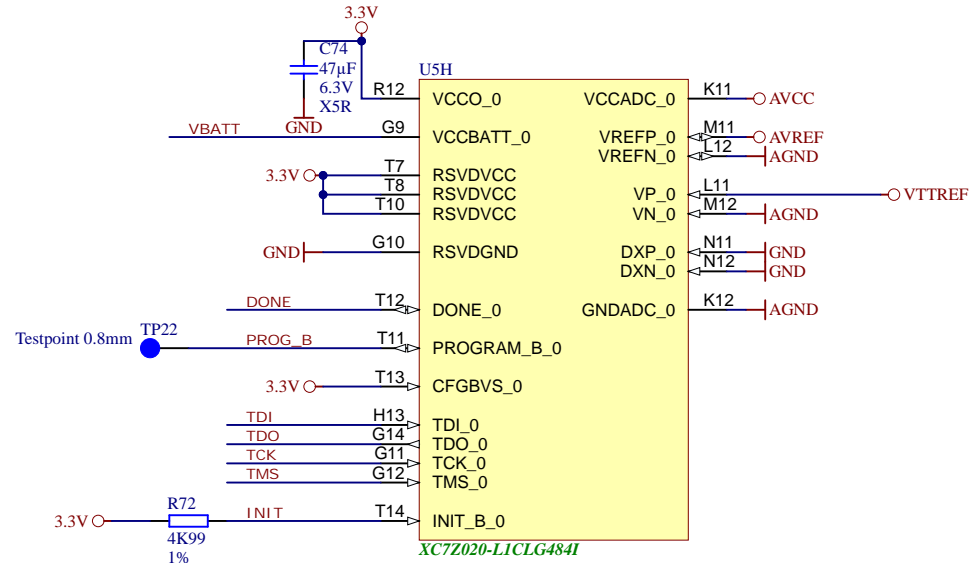 3.3V
C74
47µF
6.3V
X5R
GND
U5H
R12 VCCO_0 VCCADC_0 K11 AVCC
VBATT G9 VCCBATT_0 VREFP_0 M11 AVREF
VREFN_0 L12 AGND
3.3V T7 RSVDVCC
T8 RSVDVCC VP_0 L11 VTTREF
T10 RSVDVCC VN_0 M12 AGND
GND G10 RSVDGND DXP_0 N11 GND
DXN_0 N12 GND
DONE T12 DONE_0 GNDADC_0 K12 AGND
Testpoint 0.8mm TP22 PROG_B T11 PROGRAM_B_0
3.3V T13 CFGBVS_0
TDI H13 TDI_0
TDO G14 TDO_0
TCK G11 TCK_0
TMS G12 TMS_0
3.3V R72 INIT T14 INIT_B_0
4K99
1%
XC7Z020-L1CLG484I